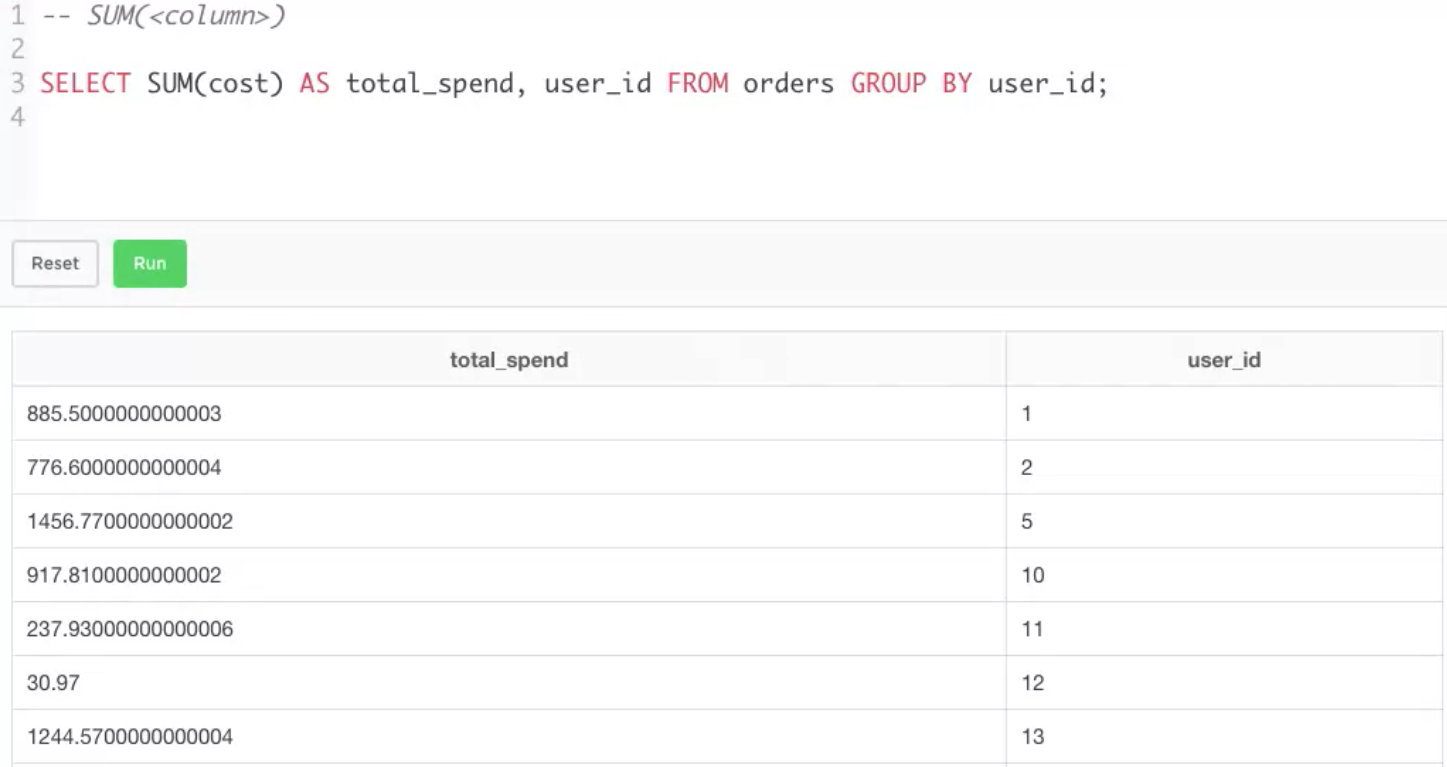 1 -- SUM(<column>)
2
3 SELECT SUM(cost) AS total_spend, user_id FROM orders GROUP BY user_id;
4
Reset Run
total_spend user_id
885.5000000000003 1
776.6000000000004 2
1456.7700000000002 5
917.8100000000002 10
237.93000000000006 11
30.97 12
1244.5700000000004 13